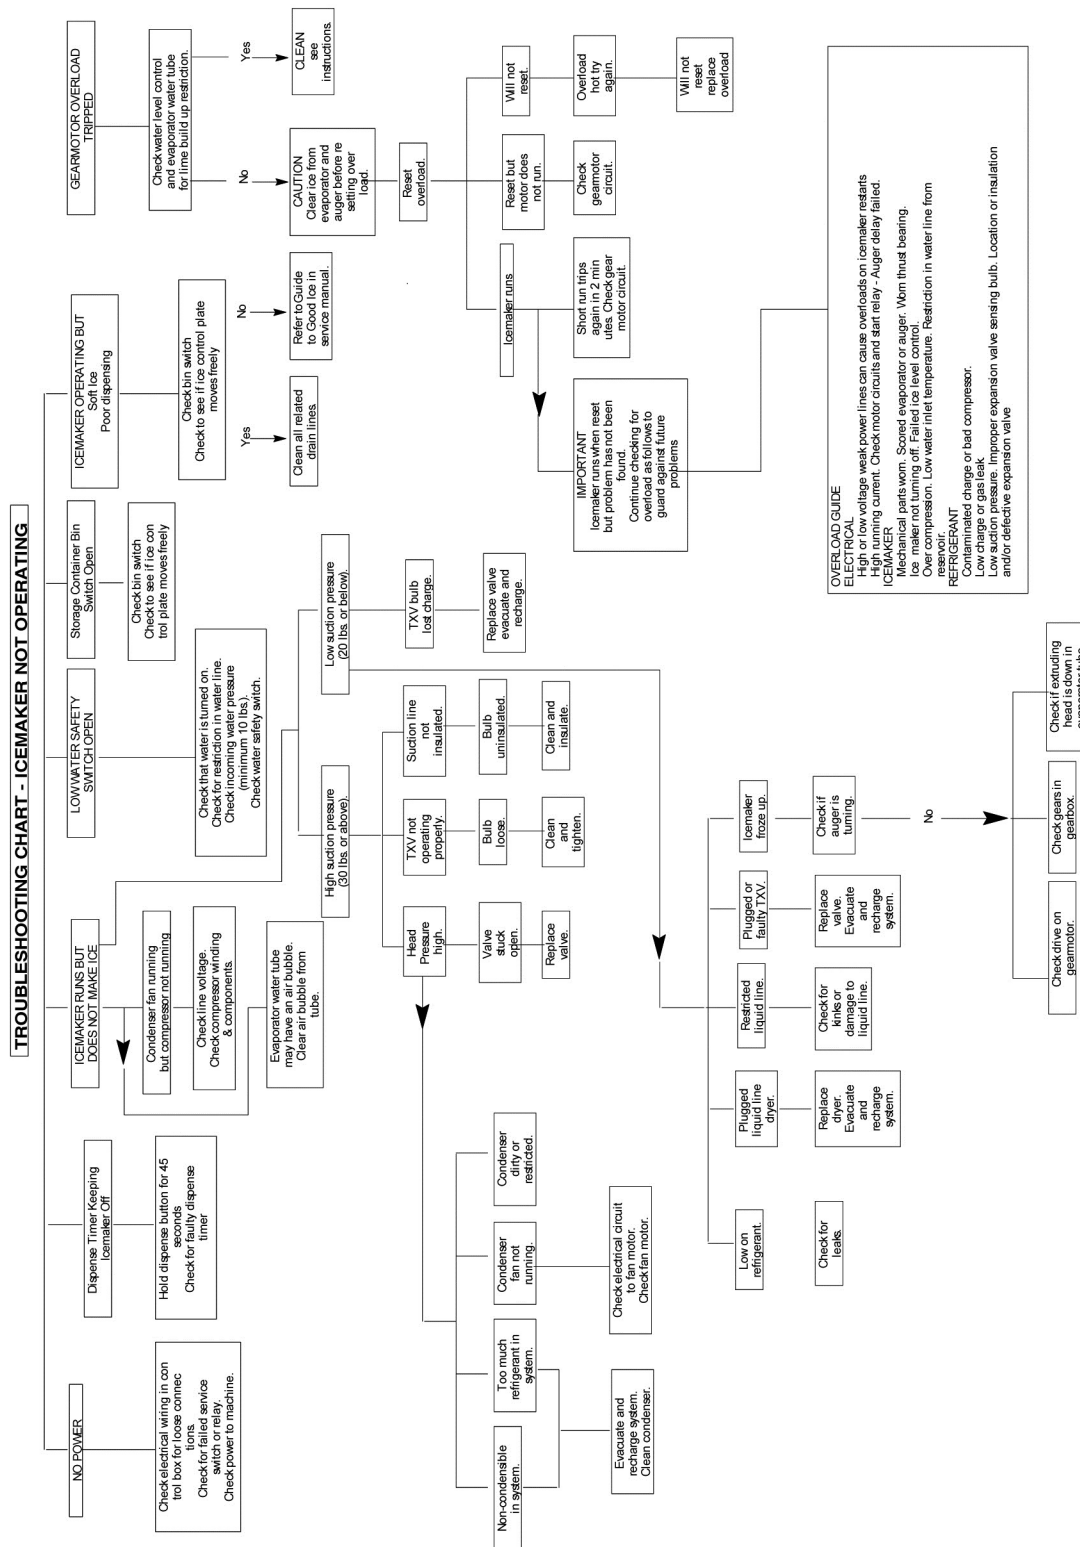 TROUBLESHOOTING CHART - ICEMAKER NOT OPERATING
NO POWER
Check electrical wiring in con
trol box for loose connec
tions.
Check for failed service
switch or relay.
Check power to machine.
Dispense Timer Keeping
Icemaker Off
Hold dispense button for 45
seconds
Check for faulty dispense
timer
ICEMAKER RUNS BUT
DOES NOT MAKE ICE
Condenser fan running
but compressor not running
Check line voltage.
Check compressor winding
& components.
Evaporator water tube
may have an air bubble.
Clear air bubble from
tube.
LOW WATER SAFETY
SWITCH OPEN
Check that water is turned on.
Check for restriction in water line.
Check incoming water pressure
(minimum 10 lbs.).
Check water safety switch.
Storage Container Bin
Switch Open
Check bin switch
Check to see if ice con
trol plate moves freely
ICEMAKER OPERATING BUT
Soft Ice
Poor dispensing
Check bin switch
Check to see if ice control plate
moves freely
Yes
No
Clean all related
drain lines.
Refer to Guide
to Good Ice in
service manual.
GEARMOTOR OVERLOAD
TRIPPED
Check water level control
and evaporator water tube
for lime build up restriction.
No
Yes
CAUTION
Clear ice from
evaporator and
auger before re
setting over
load.
CLEAN
see
instructions.
Reset
overload.
Icemaker runs
Reset but
motor does
not run.
Will not
reset.
Short run trips
again in 2 min
utes. Check gear
motor circuit.
Check
gearmotor
circuit.
Overload
hot try
again.
Will not
reset
replace
overload
IMPORTANT
Icemaker runs when reset
but problem has not been
found.
Continue checking for
overload as follows to
guard against future
problems
OVERLOAD GUIDE
ELECTRICAL
High or low voltage weak power lines can cause overloads on icemaker restarts
High running current. Check motor circuits and start relay - Auger delay failed.
ICEMAKER
Mechanical parts worn. Scored evaporator or auger. Worn thrust bearing.
Ice maker not turning off. Failed ice level control.
Over compression. Low water inlet temperature. Restriction in water line from
reservoir.
REFRIGERANT
Contaminated charge or bad compressor.
Low charge or gas leak
Low suction pressure. Improper expansion valve sensing bulb. Location or insulation
and/or defective expansion valve
High suction pressure
(30 lbs. or above).
Low suction pressure
(20 lbs. or below).
Head
Pressure
high.
TXV not
operating
properly.
Suction line
not
insulated.
TXV bulb
lost charge.
Valve
stuck
open.
Bulb
loose.
Bulb
uninsulated.
Replace valve
evacuate and
recharge.
Replace
valve.
Clean
and
tighten.
Clean and
insulate.
Non-condensible
in system.
Too much
refrigerant in
system.
Condenser
fan not
running.
Condenser
dirty or
restricted.
Evacuate and
recharge system.
Clean condenser.
Check electrical circuit
to fan motor.
Check fan motor.
Low on
refrigerant.
Plugged
liquid line
dryer.
Restricted
liquid line.
Plugged or
faulty TXV.
Icemaker
froze up.
Check for
leaks.
Replace
dryer.
Evacuate
and
recharge
system.
Check for
kinks or
damage to
liquid line.
Replace
valve.
Evacuate
and
recharge
system.
Check if
auger is
turning.
No
Check drive on
gearmotor.
Check gears in
gearbox.
Check if extruding
head is down in